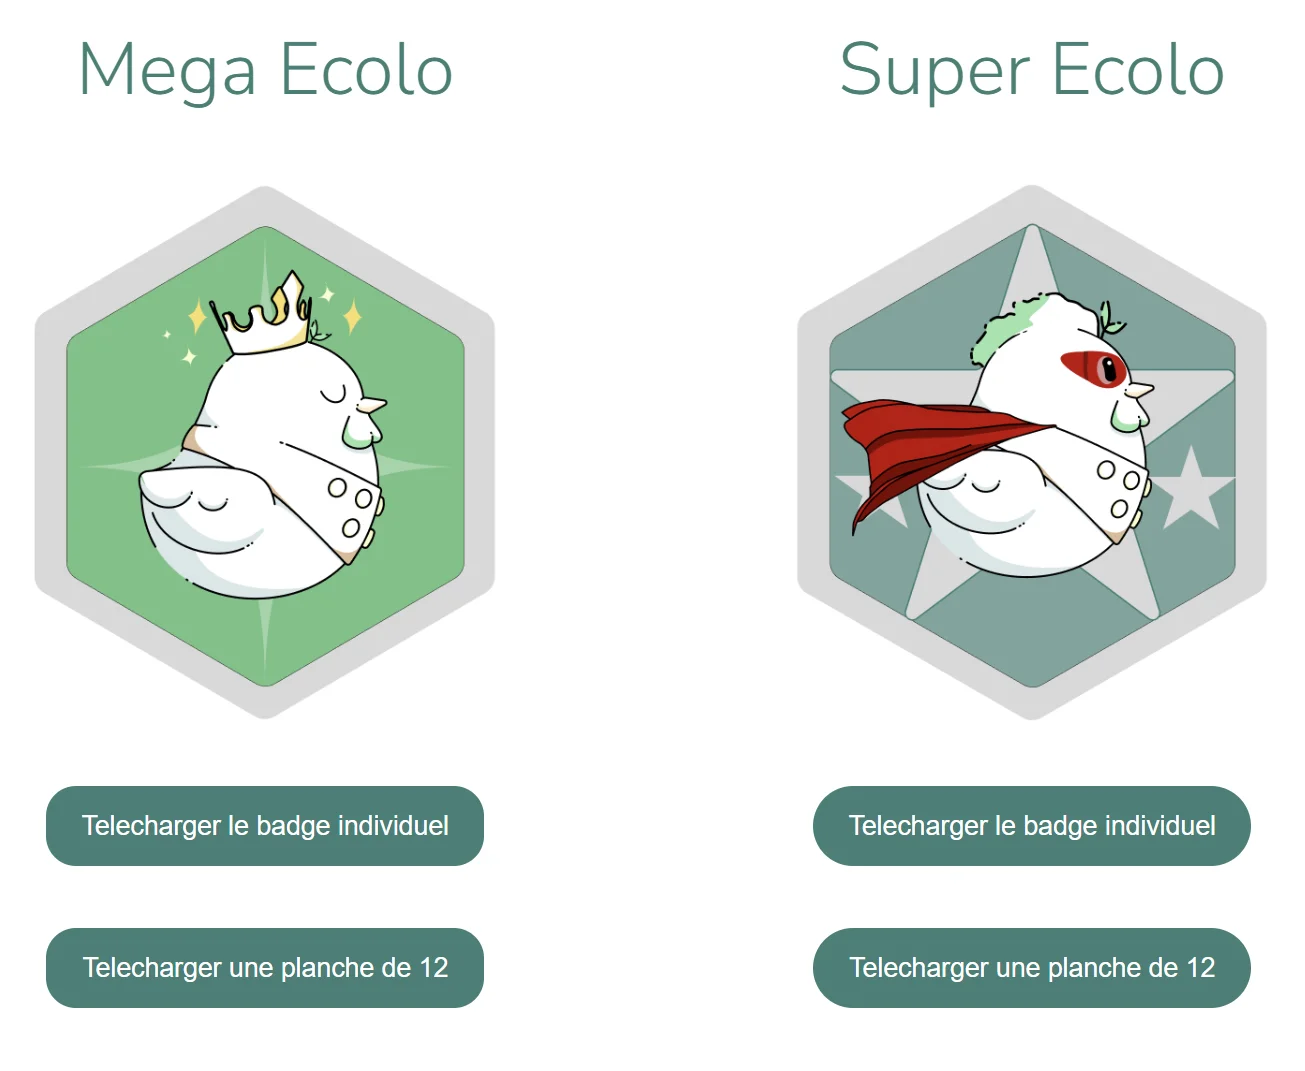 Mega Ecolo
Super Ecolo
Telecharger le badge individuel
Telecharger le badge individuel
Telecharger une planche de 12
Telecharger une planche de 12